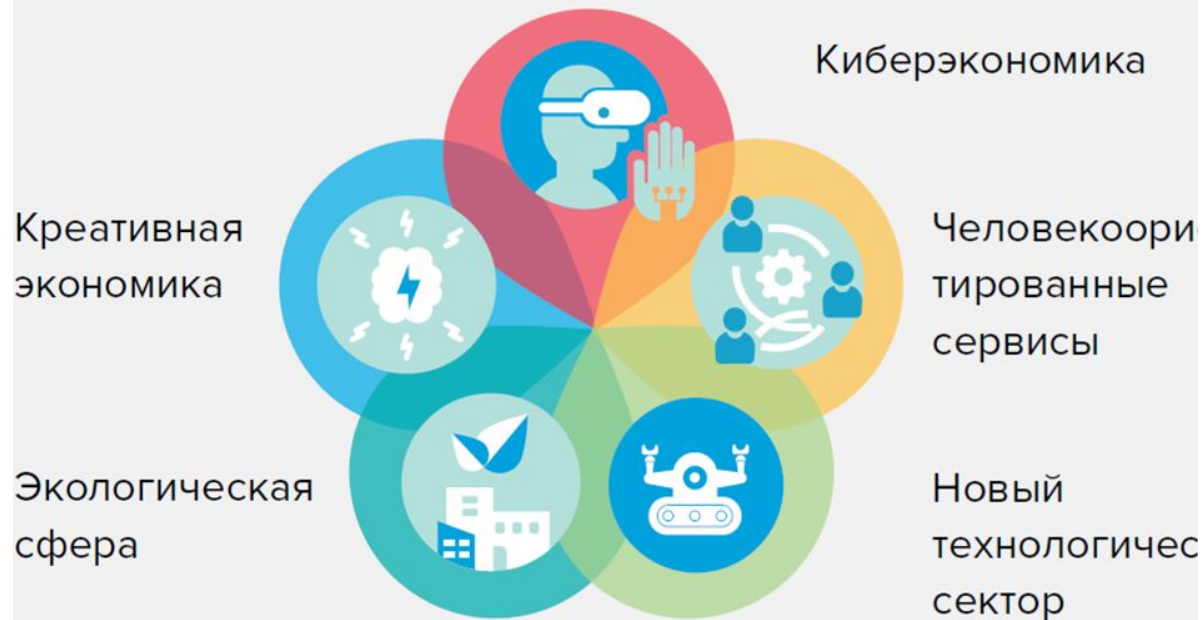 Киберэкономика
Креативная
экономика
Человекоори
тированные
сервисы
Экологическая
сфера
Новый
технологичес
сектор